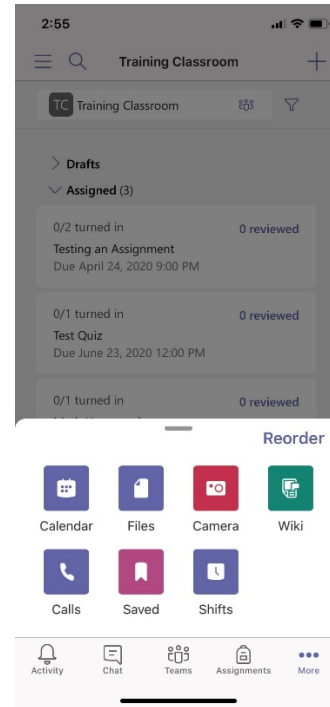 2:55
Training Classroom
TC Training Classroom
Drafts
Assigned (3)
0/2 turned in 0 reviewed
Testing an Assignment
Due April 24, 2020 9:00 PM
0/1 turned in 0 reviewed
Test Quiz
Due June 23, 2020 12:00 PM
0/1 turned in 0 reviewed
Reorder
Calendar Files Camera Wiki
Calls Saved Shifts
Activity Chat Teams Assignments More